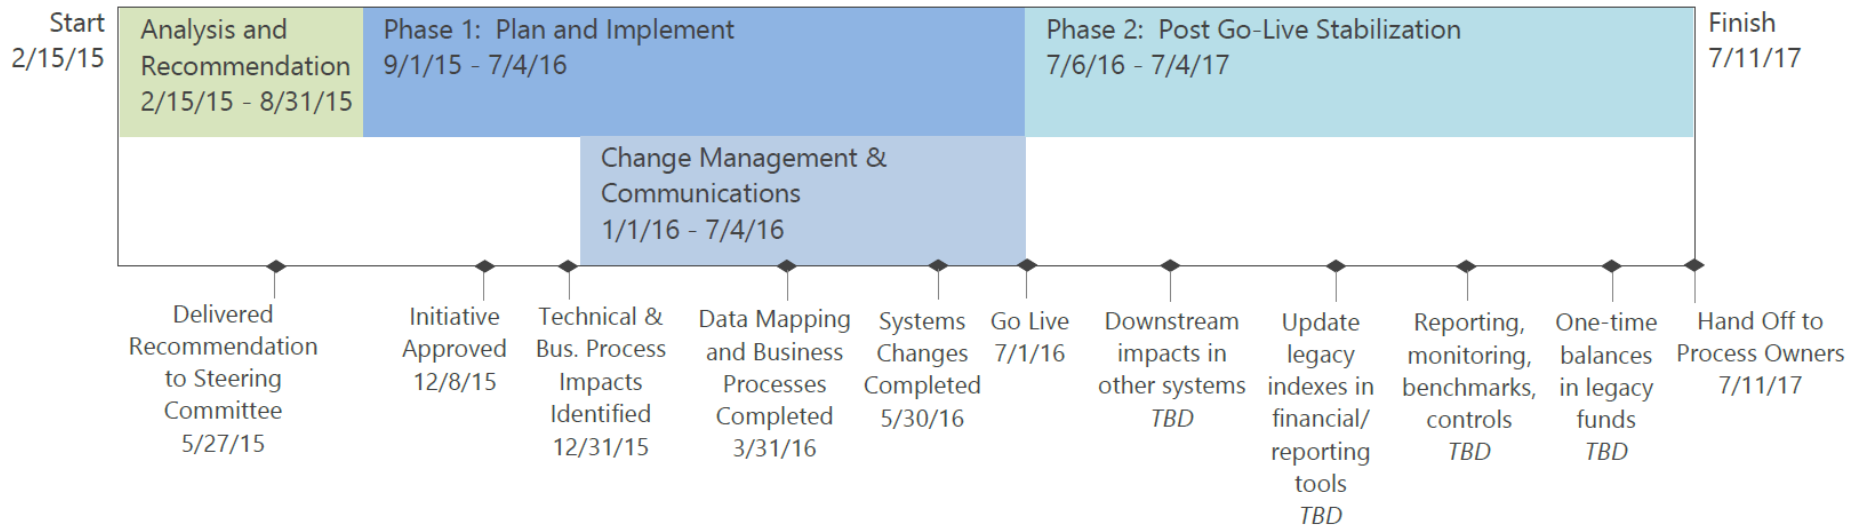 Start
2/15/15
Analysis and
Recommendation
2/15/15 - 8/31/15
Phase 1:  Plan and Implement
9/1/15 - 7/4/16
Phase 2:  Post Go-Live Stabilization
7/6/16 - 7/4/17
Finish
7/11/17
Change Management &
Communications
1/1/16 - 7/4/16
Delivered
Recommendation
to Steering
Committee
5/27/15
Initiative
Approved
12/8/15
Technical &
Bus. Process
Impacts
Identified
12/31/15
Data Mapping
and Business
Processes
Completed
3/31/16
Systems
Changes
Completed
5/30/16
Go Live
7/1/16
Downstream
impacts in
other systems
TBD
Update
legacy
indexes in
financial/
reporting
tools
TBD
Reporting,
monitoring,
benchmarks,
controls
TBD
One-time
balances
in legacy
funds
TBD
Hand Off to
Process Owners
7/11/17